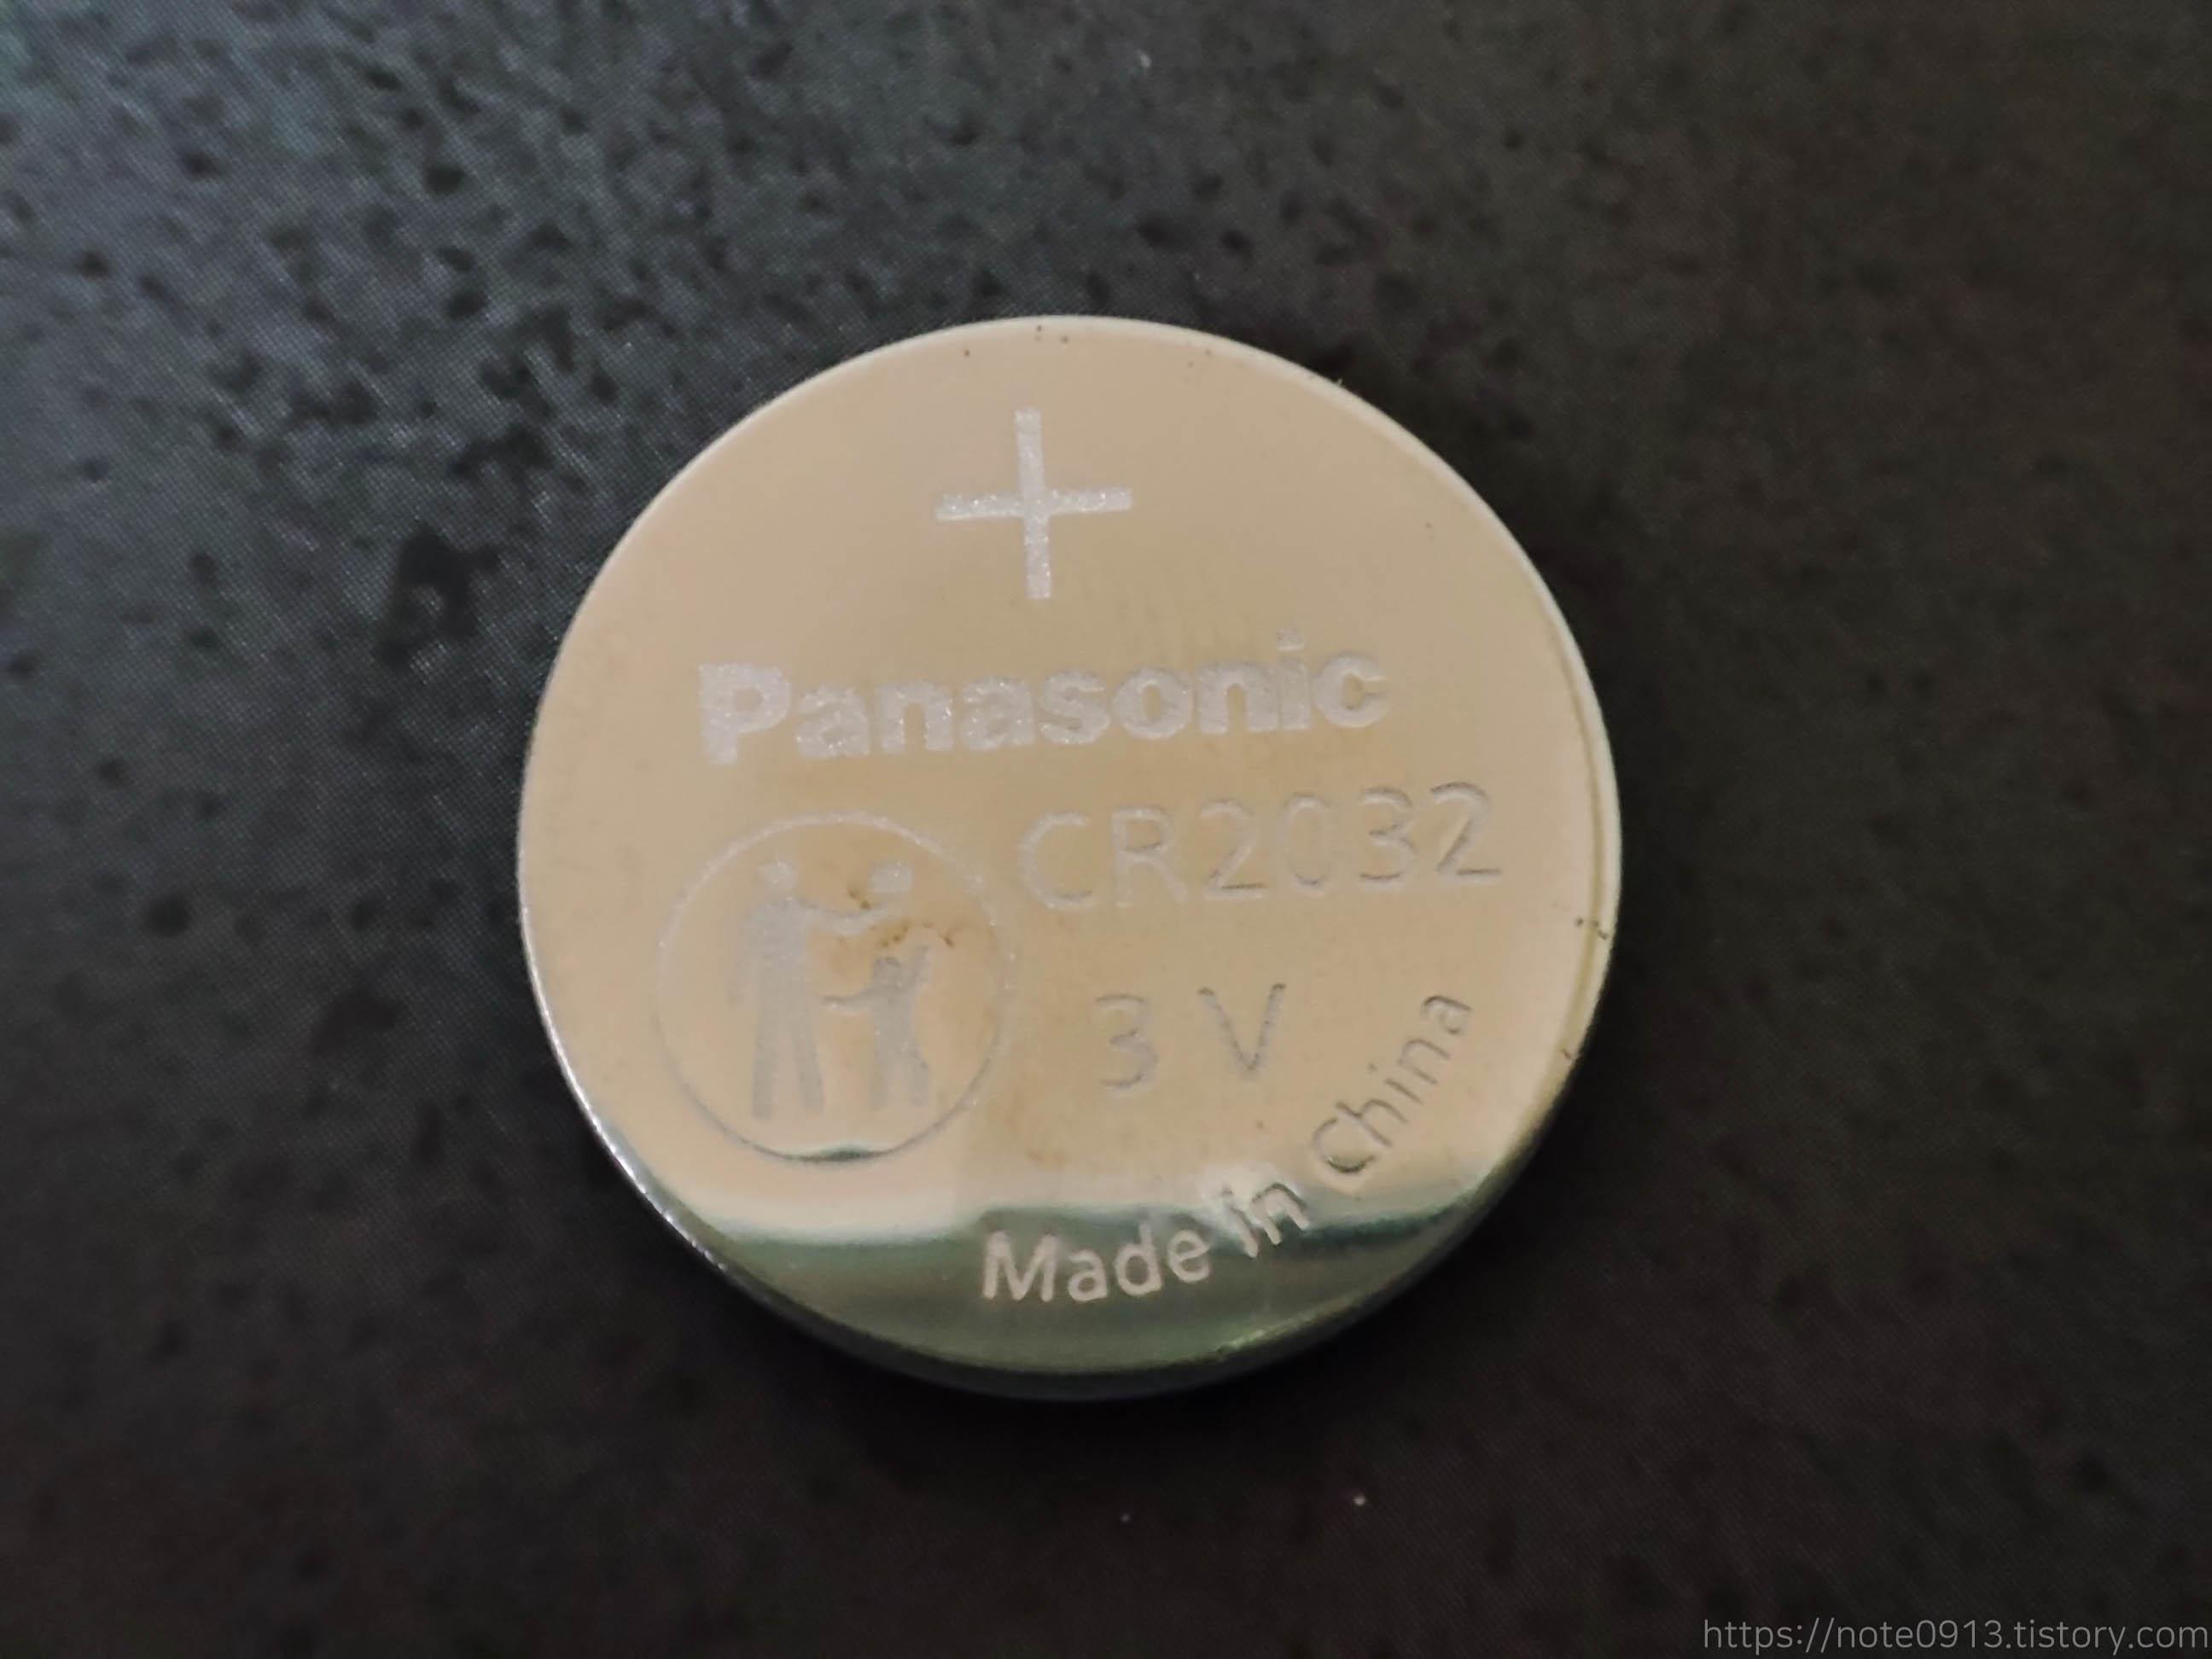 +
Panasonic
CR2032
3 V
Made in China
https://note0913.tistory.com